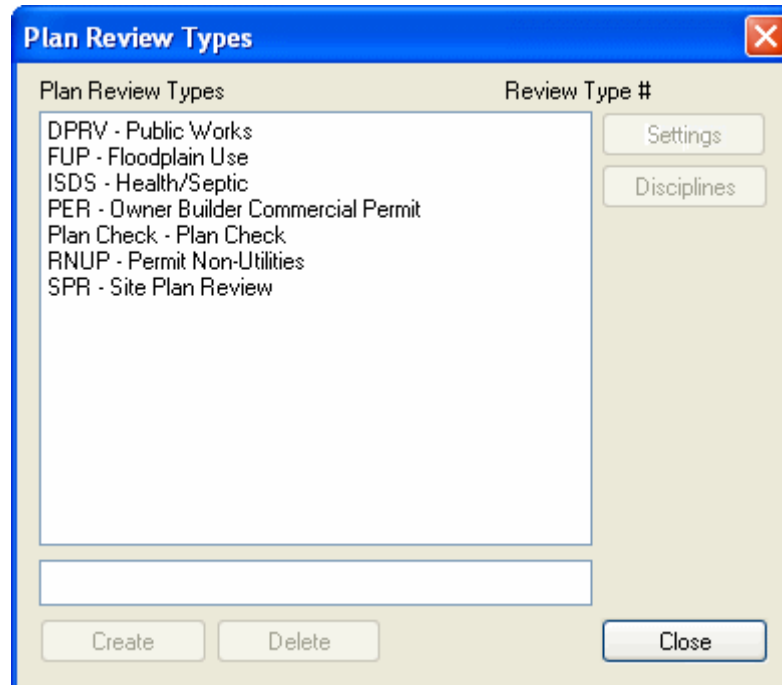 Plan Review Types
Plan Review Types Review Type #
DPRV - Public Works
FUP - Floodplain Use
ISDS - Health/Septic
PER - Owner Builder Commercial Permit
Plan Check - Plan Check
RNUP - Permit Non-Utilities
SPR - Site Plan Review
Settings
Disciplines
Create Delete Close